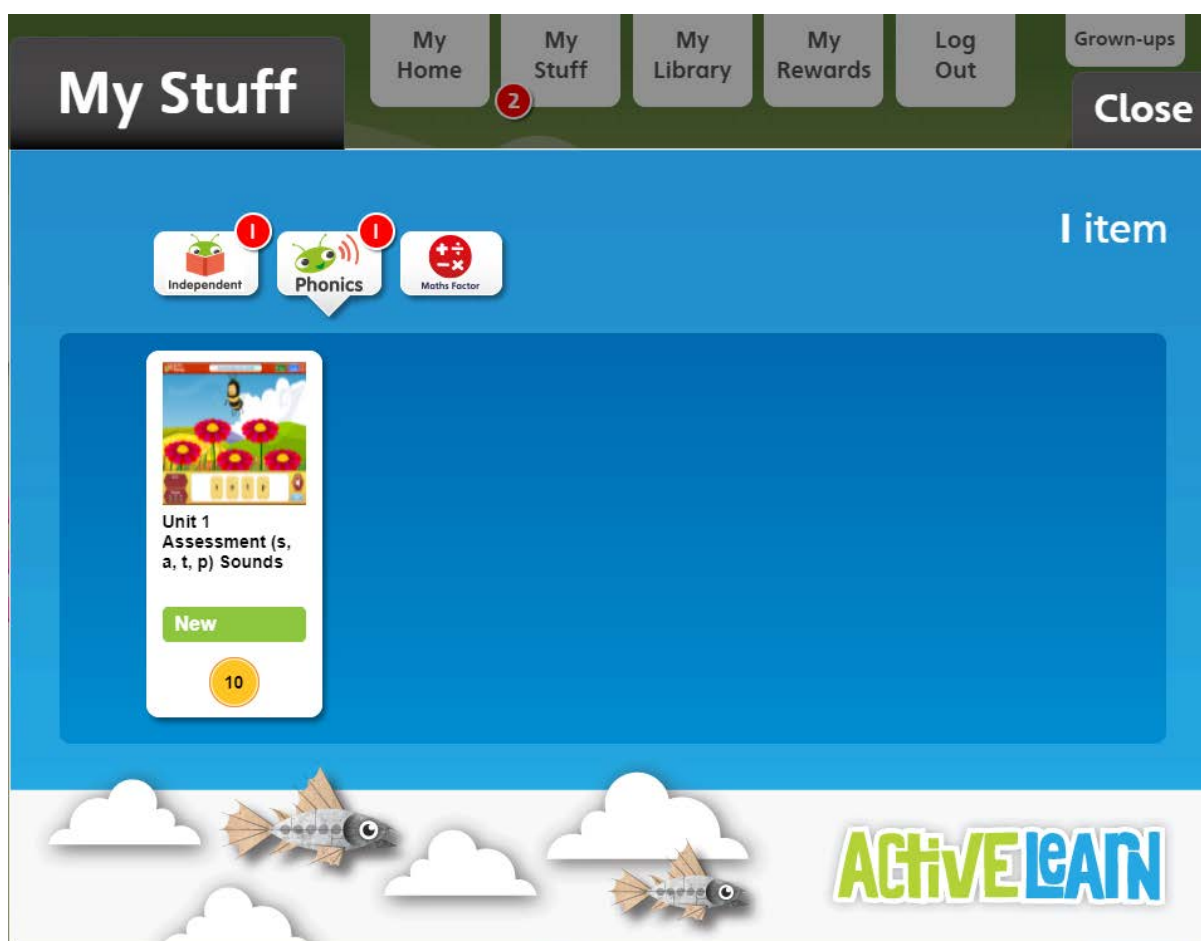 My Stuff
My
Home
My
Stuff
2
My
Library
My
Rewards
Log
Out
Grown-ups
Close
1 item
1
Independent
1
Phonics
Maths Factor
Unit 1
Assessment (s,
a, t, p) Sounds
New
10
ACTiVE LeARN